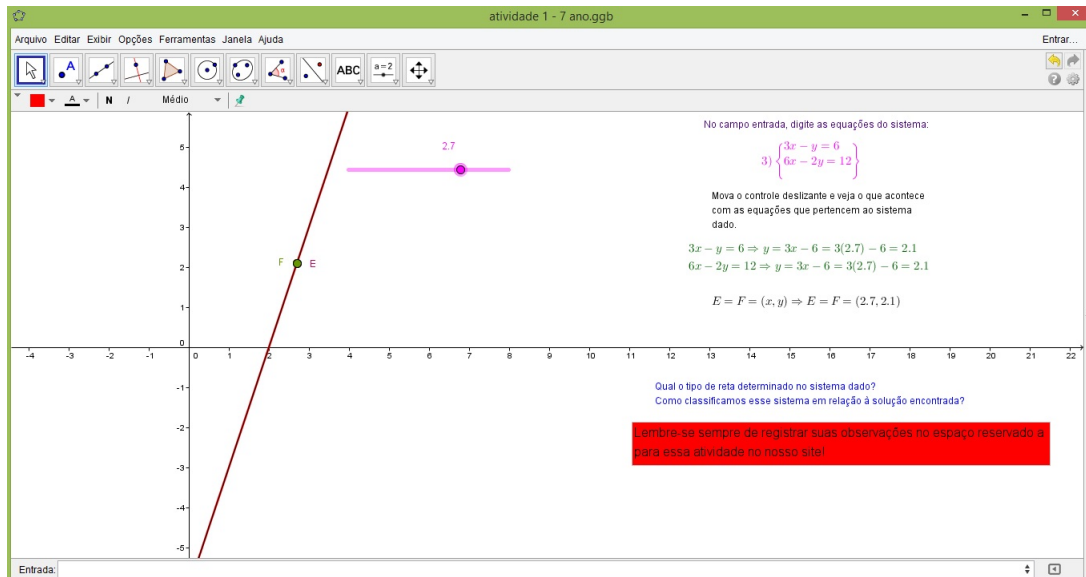 atividade 1 - 7 ano.ggb
Arquivo Editar Exibir Opções Ferramentas Janela Ajuda
Entrar...
A
ABC
a = 2
A
N
I
Médio
No campo entrada, digite as equações do sistema:
3) { 3x − y = 6
6x − 2y = 12 }
2.7
Mova o controle deslizante e veja o que acontece
com as equações que pertencem ao sistema
dado.
3x − y = 6 ⇒ y = 3x − 6 = 3(2.7) − 6 = 2.1
6x − 2y = 12 ⇒ y = 3x − 6 = 3(2.7) − 6 = 2.1
E = F = (x, y) ⇒ E = F = (2.7, 2.1)
F E
6
4
3
2
1
0
-4 -3 -2 -1 0 1 2 3 4 5 6 7 8 9 10 11 12 13 14 15 16 17 18 19 20 21 22
-1
-2
-3
-4
-5
Qual o tipo de reta determinado no sistema dado?
Como classificamos esse sistema em relação à solução encontrada?
Lembre-se sempre de registrar suas observações no espaço reservado a
para essa atividade no nosso site!
Entrada: